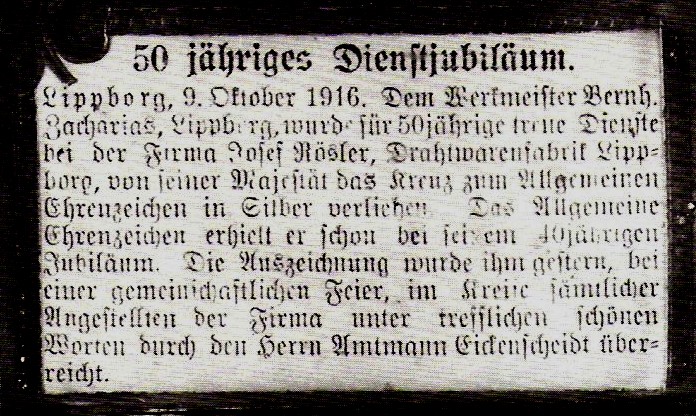 50 jähriges Dienstjubiläum.
Lippborg, 9. Oktober 1916. Dem Werkmeister Bernh.
Zacharias, Lippborg, wurde für 50jährige treue Dienste
bei der Firma Josef Rösler, Drahtwarenfabrik Lipp-
borg, von seiner Majestät das Kreuz zum Allgemeinen
Ehrenzeichen in Silber verliehen. Das Allgemeine
Ehrenzeichen erhielt er schon bei seinem 40jährigen
Jubiläum. Die Auszeichnung wurde ihm gestern, bei
einer gemeinschaftlichen Feier, im Kreise sämtlicher
Angestellten der Firma unter trefflichen schönen
Worten durch den Herrn Amtmann Eickenscheidt über-
reicht.